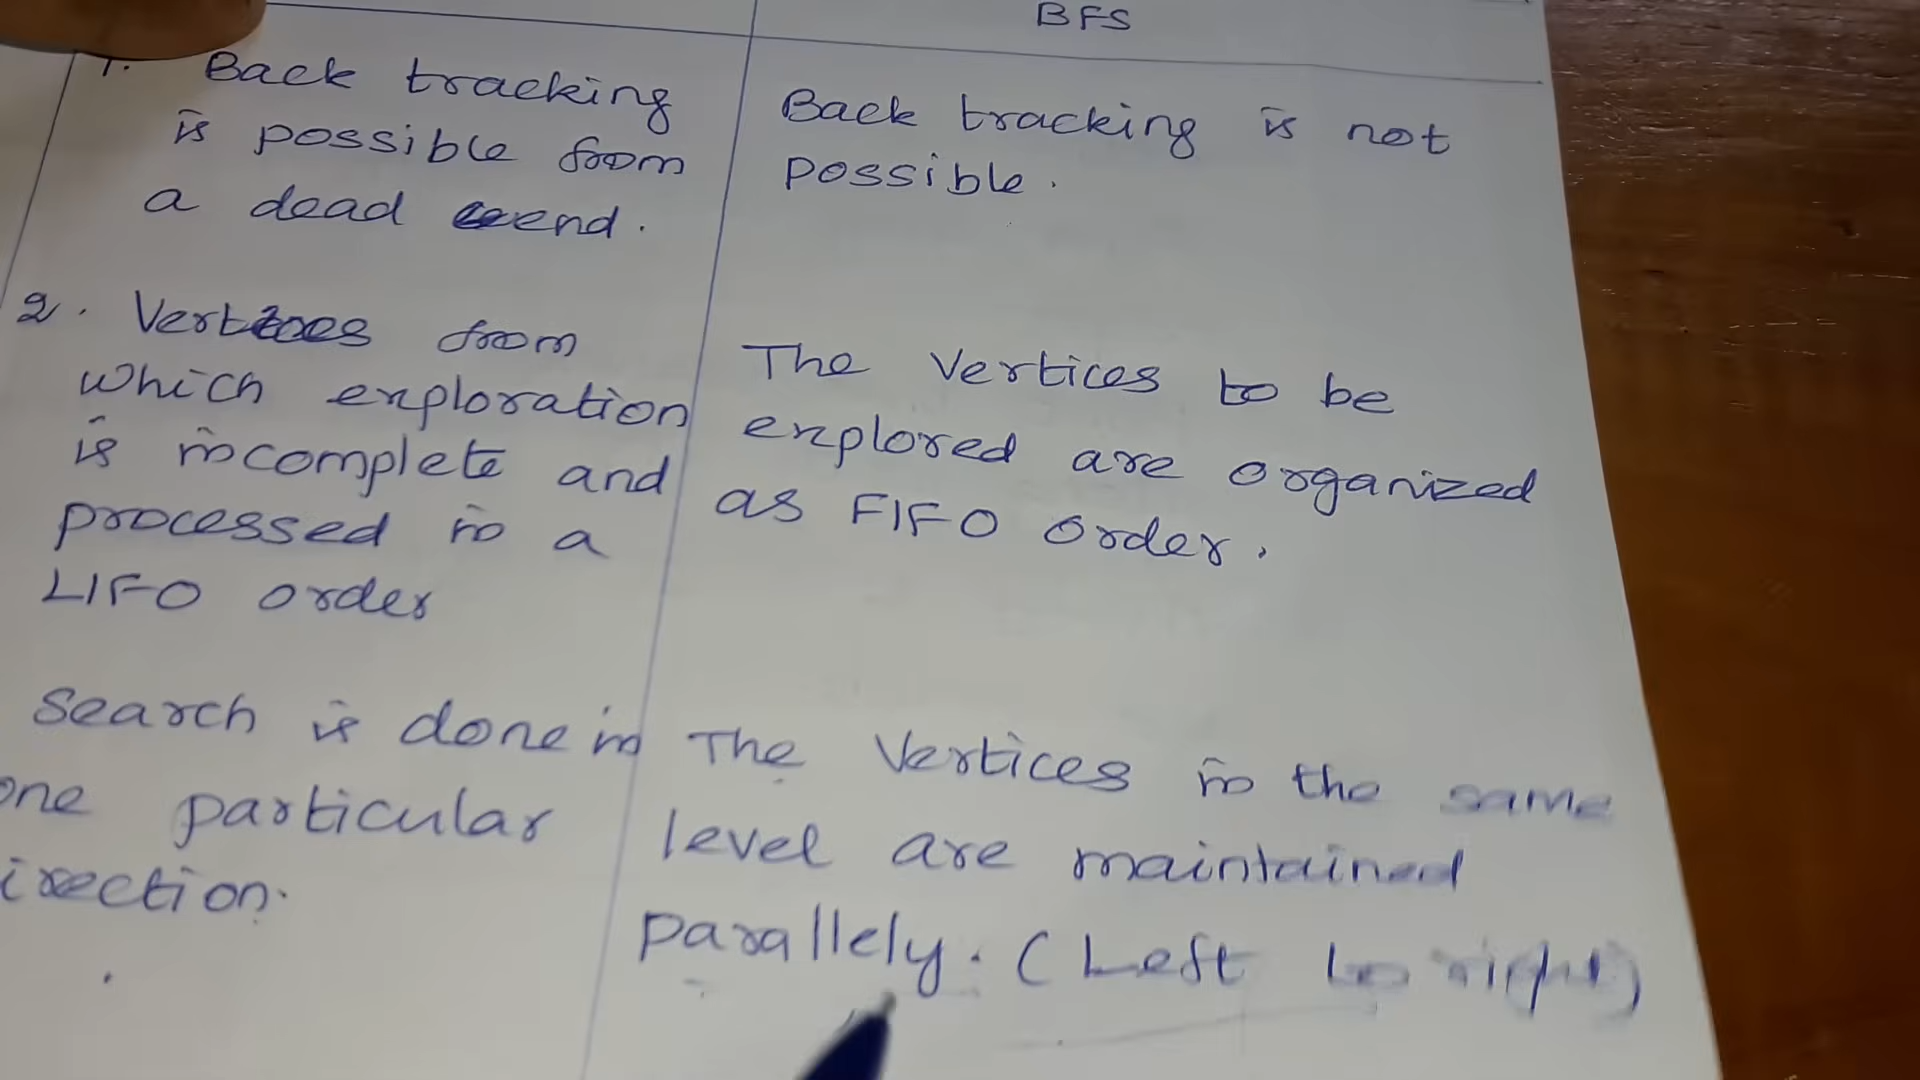 BFS
1. Back tracking
is possible from
a dead end.
Back tracking is not
possible.
2. Vertices from
which exploration
is incomplete and
processed in a
LIFO order
The Vertices to be
explored are organized
as FIFO order.
Search is done in
one particular
irection.
The Vertices in the same
level are maintained
parallely. (Left to right)